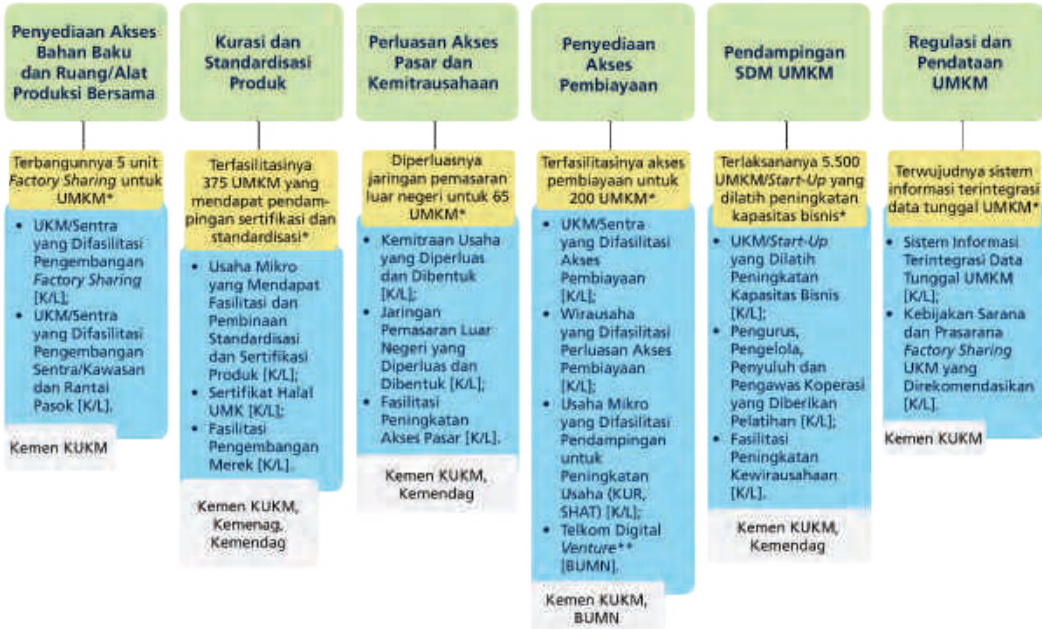 Penyediaan Akses
Bahan Baku
dan Ruang/Alat
Produksi Bersama
Terbangunnya 5 unit
Factory Sharing untuk
UMKM*
• UKM/Sentra
yang Difasilitasi
Pengembangan
Factory Sharing
[K/L];
• UKM/Sentra
yang Difasilitasi
Pengembangan
Sentra/Kawasan
dan Rantai
Pasok [K/L].
Kemen KUKM
Kurasi dan
Standardisasi
Produk
Terfasilitasinya
375 UMKM yang
mendapat pendam-
pingan sertifikasi dan
standardisasi*
• Usaha Mikro
yang Mendapat
Fasilitasi dan
Pembinaan
Standardisasi
dan Sertifikasi
Produk [K/L];
• Sertifikat Halal
UMK [K/L];
• Fasilitasi
Pengembangan
Merek [K/L].
Kemen KUKM,
Kemenag,
Kemendag
Perluasan Akses
Pasar dan
Kemitrausahaan
Diperluasnya
jaringan pemasaran
luar negeri untuk 65
UMKM*
• Kemitraan Usaha
yang Diperluas
dan Dibentuk
[K/L];
• Jaringan
Pemasaran Luar
Negeri yang
Diperluas dan
Dibentuk [K/L];
• Fasilitasi
Peningkatan
Akses Pasar [K/L].
Kemen KUKM,
Kemendag
Penyediaan
Akses
Pembiayaan
Terfasilitasinya akses
pembiayaan untuk
200 UMKM*
• UKM/Sentra
yang Difasilitasi
Akses
Pembiayaan
[K/L];
• Wirausaha
yang Difasilitasi
Perluasan Akses
Pembiayaan
[K/L];
• Usaha Mikro
yang Difasilitasi
Pendampingan
untuk
Peningkatan
Usaha (KUR,
SHAT) [K/L];
• Telkom Digital
Venture**
[BUMN].
Kemen KUKM,
BUMN
Pendampingan
SDM UMKM
Terlaksananya 5.500
UMKM/Start-Up yang
dilatih peningkatan
kapasitas bisnis*
• UKM/Start-Up
yang Dilatih
Peningkatan
Kapasitas Bisnis
[K/L];
• Pengurus,
Pengelola,
Penyuluh dan
Pengawas Koperasi
yang Diberikan
Pelatihan [K/L];
• Fasilitasi
Peningkatan
Kewirausahaan
[K/L].
Kemen KUKM,
Kemendag
Regulasi dan
Pendataan
UMKM
Terwujudnya sistem
informasi terintegrasi
data tunggal UMKM*
• Sistem Informasi
Terintegrasi Data
Tunggal UMKM
[K/L];
• Kebijakan Sarana
dan Prasarana
Factory Sharing
UKM yang
Direkomendasikan
[K/L].
Kemen KUKM